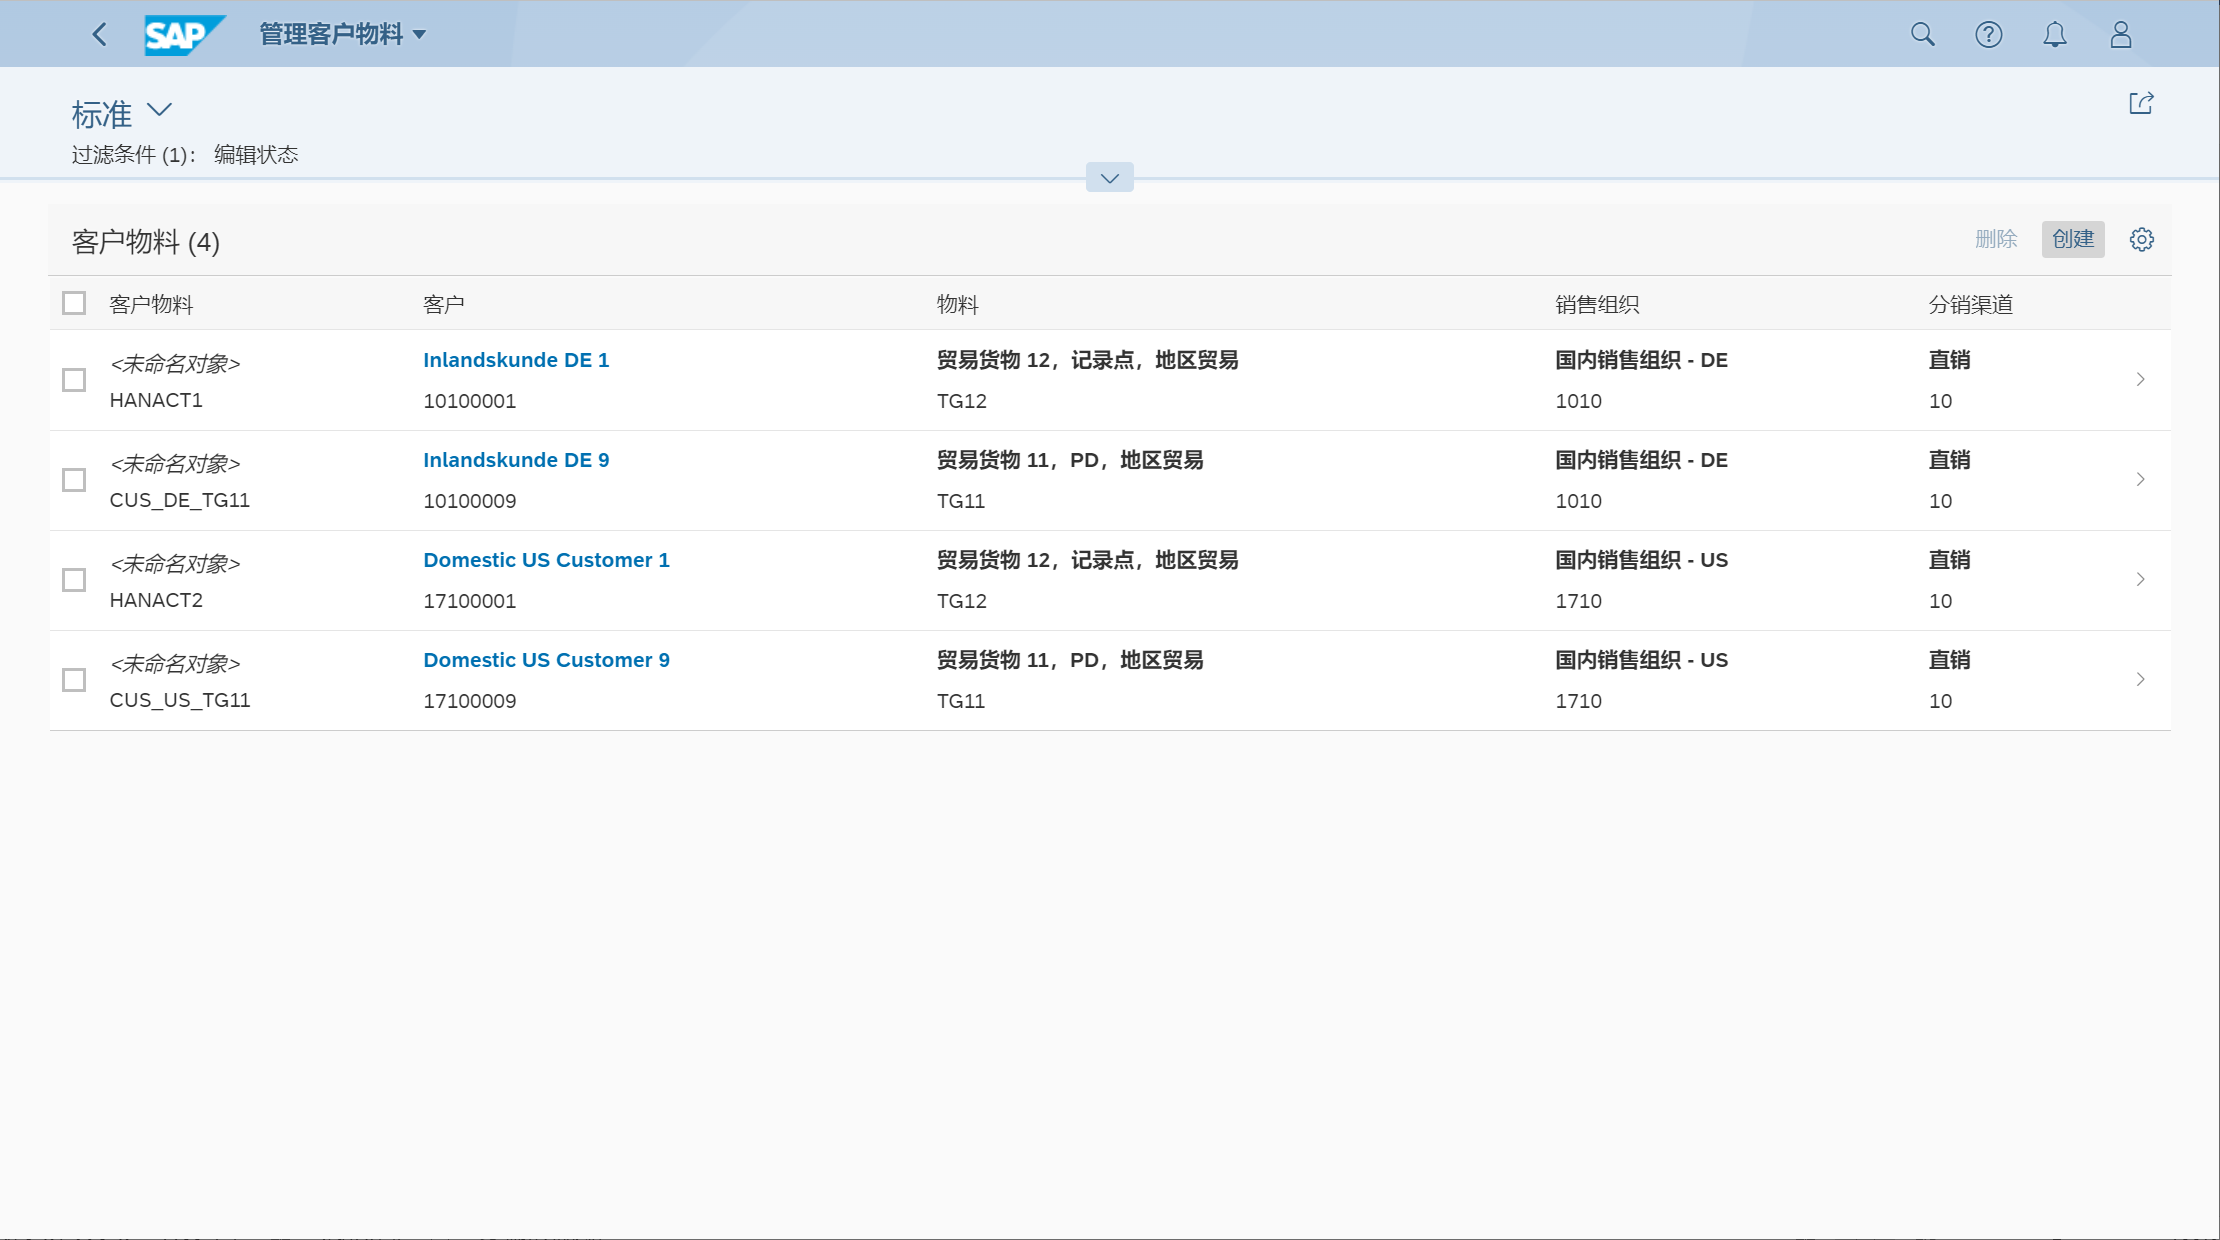 SAP 管理客户物料
标准
过滤条件 (1)： 编辑状态
客户物料 (4) 删除 创建
客户物料 客户 物料 销售组织 分销渠道
<未命名对象> Inlandskunde DE 1 贸易货物 12，记录点，地区贸易 国内销售组织 - DE 直销
HANACT1 10100001 TG12 1010 10
<未命名对象> Inlandskunde DE 9 贸易货物 11，PD，地区贸易 国内销售组织 - DE 直销
CUS_DE_TG11 10100009 TG11 1010 10
<未命名对象> Domestic US Customer 1 贸易货物 12，记录点，地区贸易 国内销售组织 - US 直销
HANACT2 17100001 TG12 1710 10
<未命名对象> Domestic US Customer 9 贸易货物 11，PD，地区贸易 国内销售组织 - US 直销
CUS_US_TG11 17100009 TG11 1710 10